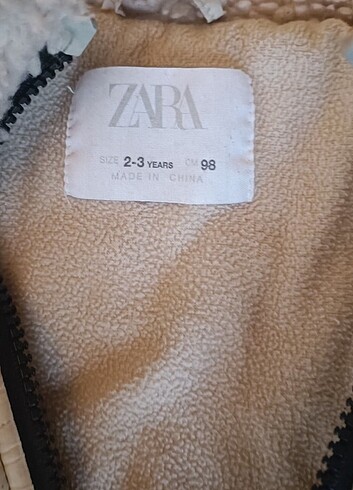 ZARA
SIZE 2-3 YEARS CM 98
MADE IN CHINA